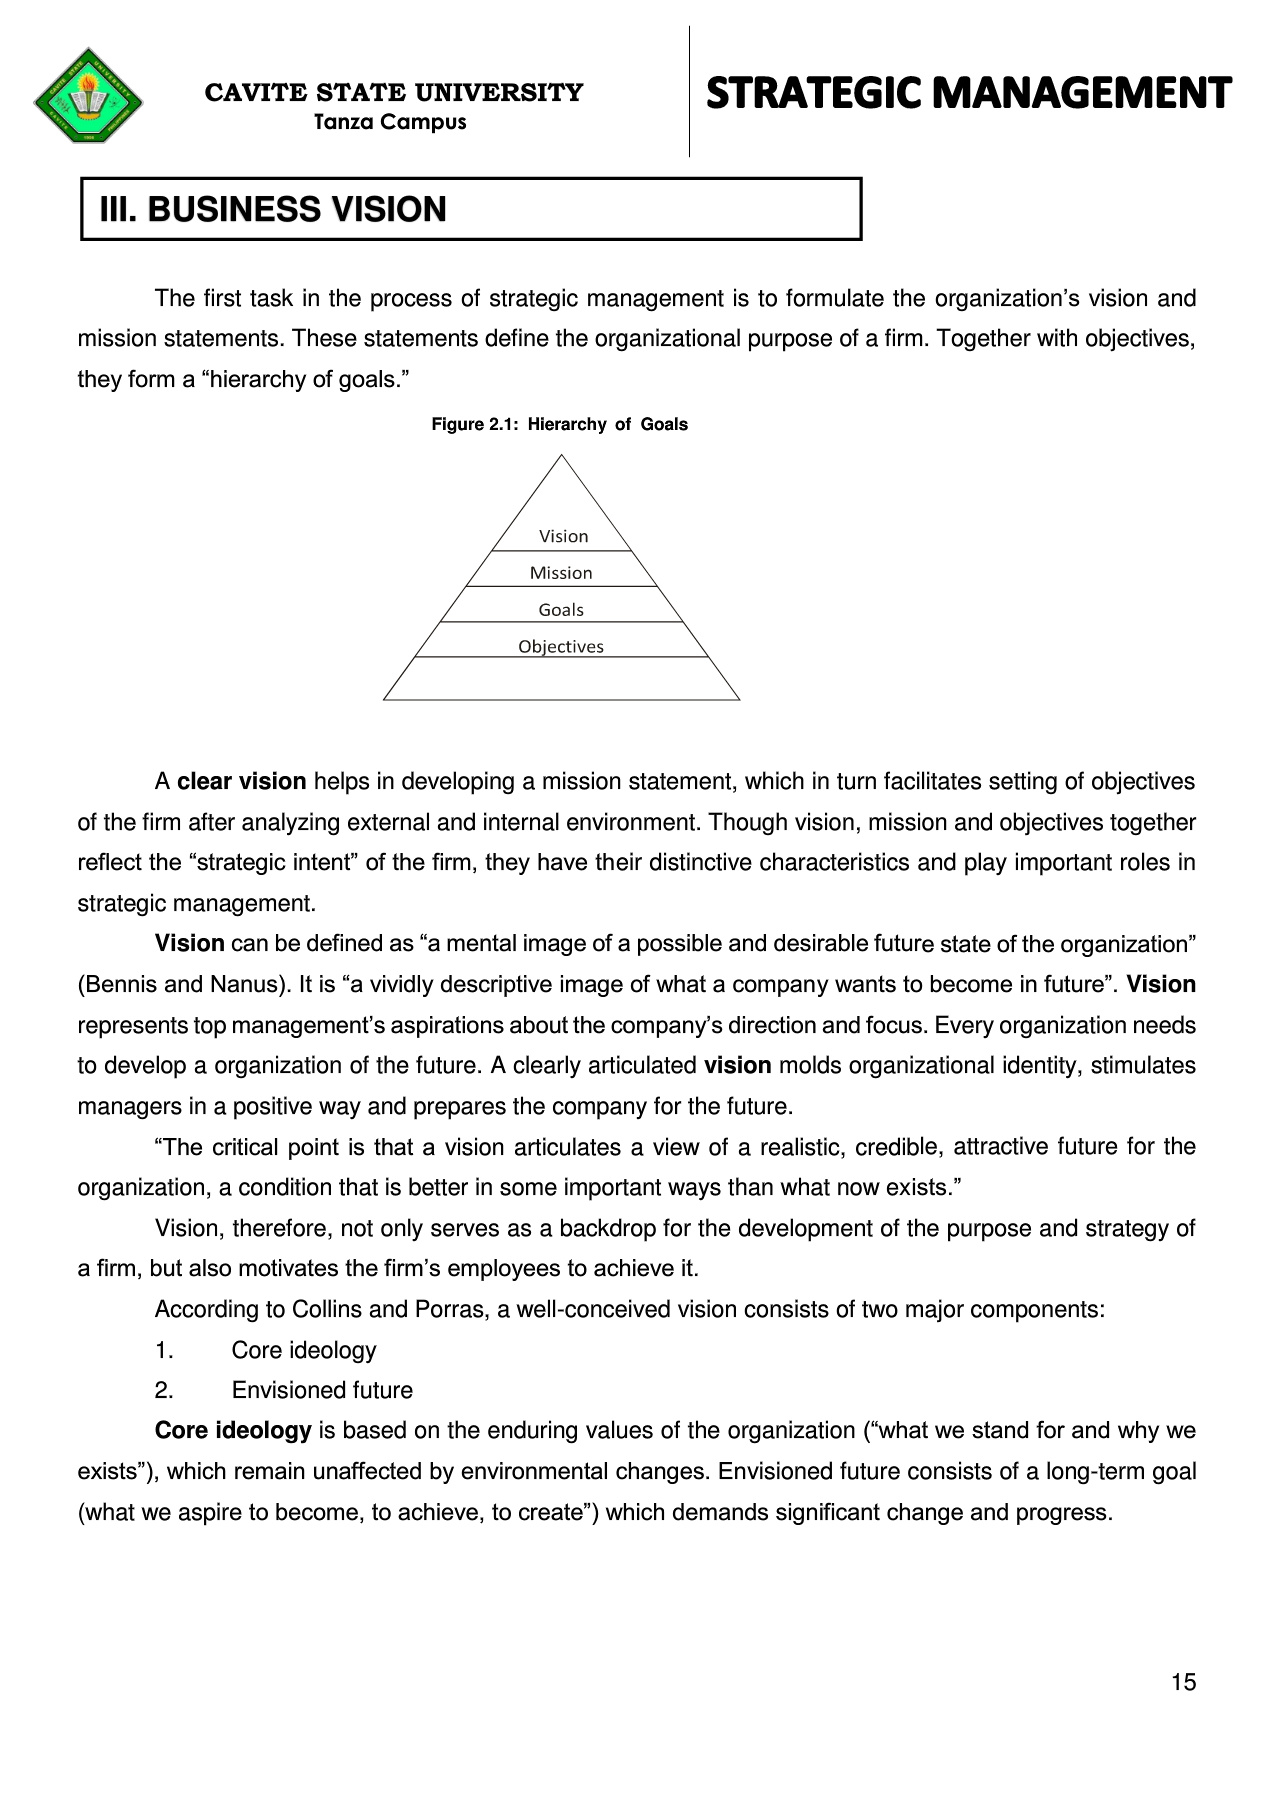 CAVITE STATE UNIVERSITY
Tanza Campus
STRATEGIC MANAGEMENT
III. BUSINESS VISION
The first task in the process of strategic management is to formulate the organization’s vision and
mission statements. These statements define the organizational purpose of a firm. Together with objectives,
they form a “hierarchy of goals.”
Figure 2.1: Hierarchy of Goals
Vision
Mission
Goals
Objectives
A clear vision helps in developing a mission statement, which in turn facilitates setting of objectives
of the firm after analyzing external and internal environment. Though vision, mission and objectives together
reflect the “strategic intent” of the firm, they have their distinctive characteristics and play important roles in
strategic management.
Vision can be defined as “a mental image of a possible and desirable future state of the organization”
(Bennis and Nanus). It is “a vividly descriptive image of what a company wants to become in future”. Vision
represents top management’s aspirations about the company’s direction and focus. Every organization needs
to develop a organization of the future. A clearly articulated vision molds organizational identity, stimulates
managers in a positive way and prepares the company for the future.
“The critical point is that a vision articulates a view of a realistic, credible, attractive future for the
organization, a condition that is better in some important ways than what now exists.”
Vision, therefore, not only serves as a backdrop for the development of the purpose and strategy of
a firm, but also motivates the firm’s employees to achieve it.
According to Collins and Porras, a well-conceived vision consists of two major components:
1. Core ideology
2. Envisioned future
Core ideology is based on the enduring values of the organization (“what we stand for and why we
exists”), which remain unaffected by environmental changes. Envisioned future consists of a long-term goal
(what we aspire to become, to achieve, to create”) which demands significant change and progress.
15